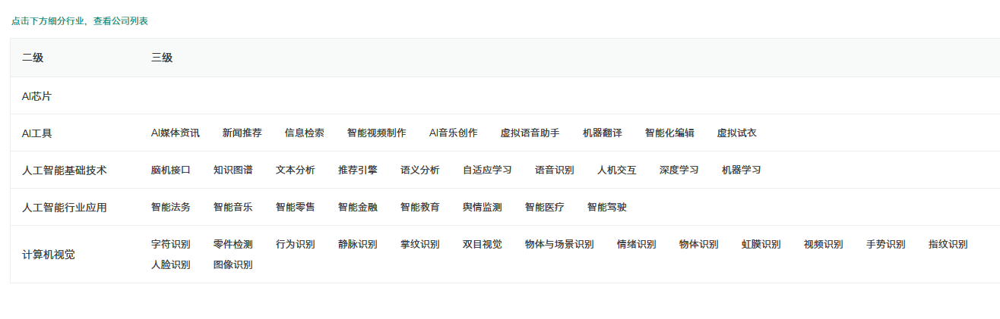 点击下方细分行业，查看公司列表
二级 三级
AI芯片
AI工具 AI媒体资讯 新闻推荐 信息检索 智能视频制作 AI音乐创作 虚拟语音助手 机器翻译 智能化编辑 虚拟试衣
人工智能基础技术 脑机接口 知识图谱 文本分析 推荐引擎 语义分析 自适应学习 语音识别 人机交互 深度学习 机器学习
人工智能行业应用 智能法务 智能音乐 智能零售 智能金融 智能教育 舆情监测 智能医疗 智能驾驶
计算机视觉 字符识别 零件检测 行为识别 静脉识别 掌纹识别 双目视觉 物体与场景识别 情绪识别 物体识别 虹膜识别 视频识别 手势识别 指纹识别
人脸识别 图像识别